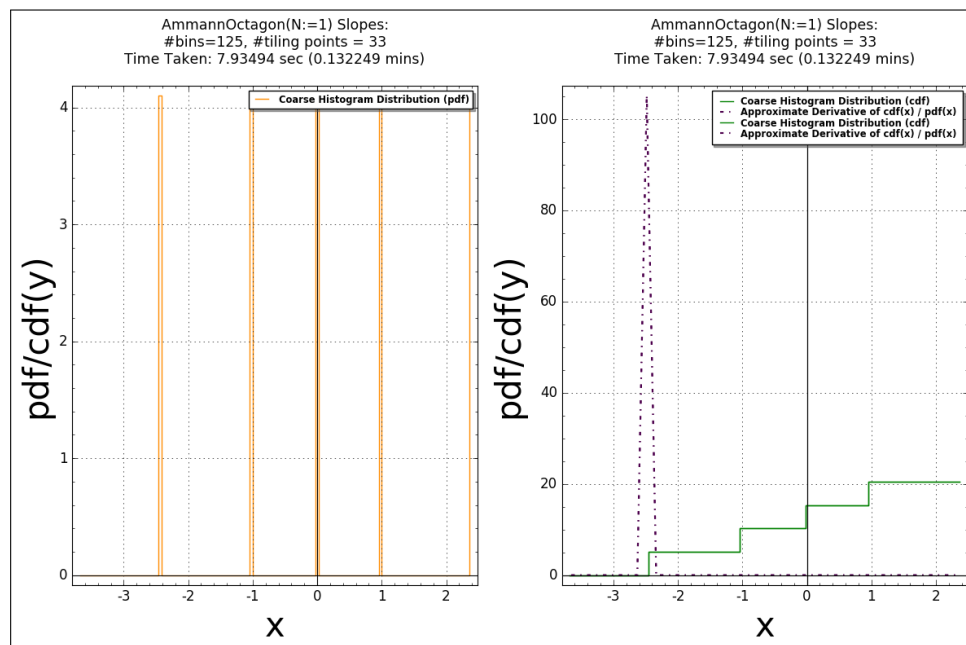 AmmannOctagon(N:=1) Slopes:
#bins=125, #tiling points = 33
Time Taken: 7.93494 sec (0.132249 mins)
Coarse Histogram Distribution (pdf)
4
3
2
1
0
-3
-2
-1
0
1
2
x
pdf/cdf(y)
AmmannOctagon(N:=1) Slopes:
#bins=125, #tiling points = 33
Time Taken: 7.93494 sec (0.132249 mins)
Coarse Histogram Distribution (cdf)
Approximate Derivative of cdf(x) / pdf(x)
Coarse Histogram Distribution (cdf)
Approximate Derivative of cdf(x) / pdf(x)
100
80
60
40
20
0
-3
-2
-1
0
1
2
x
pdf/cdf(y)